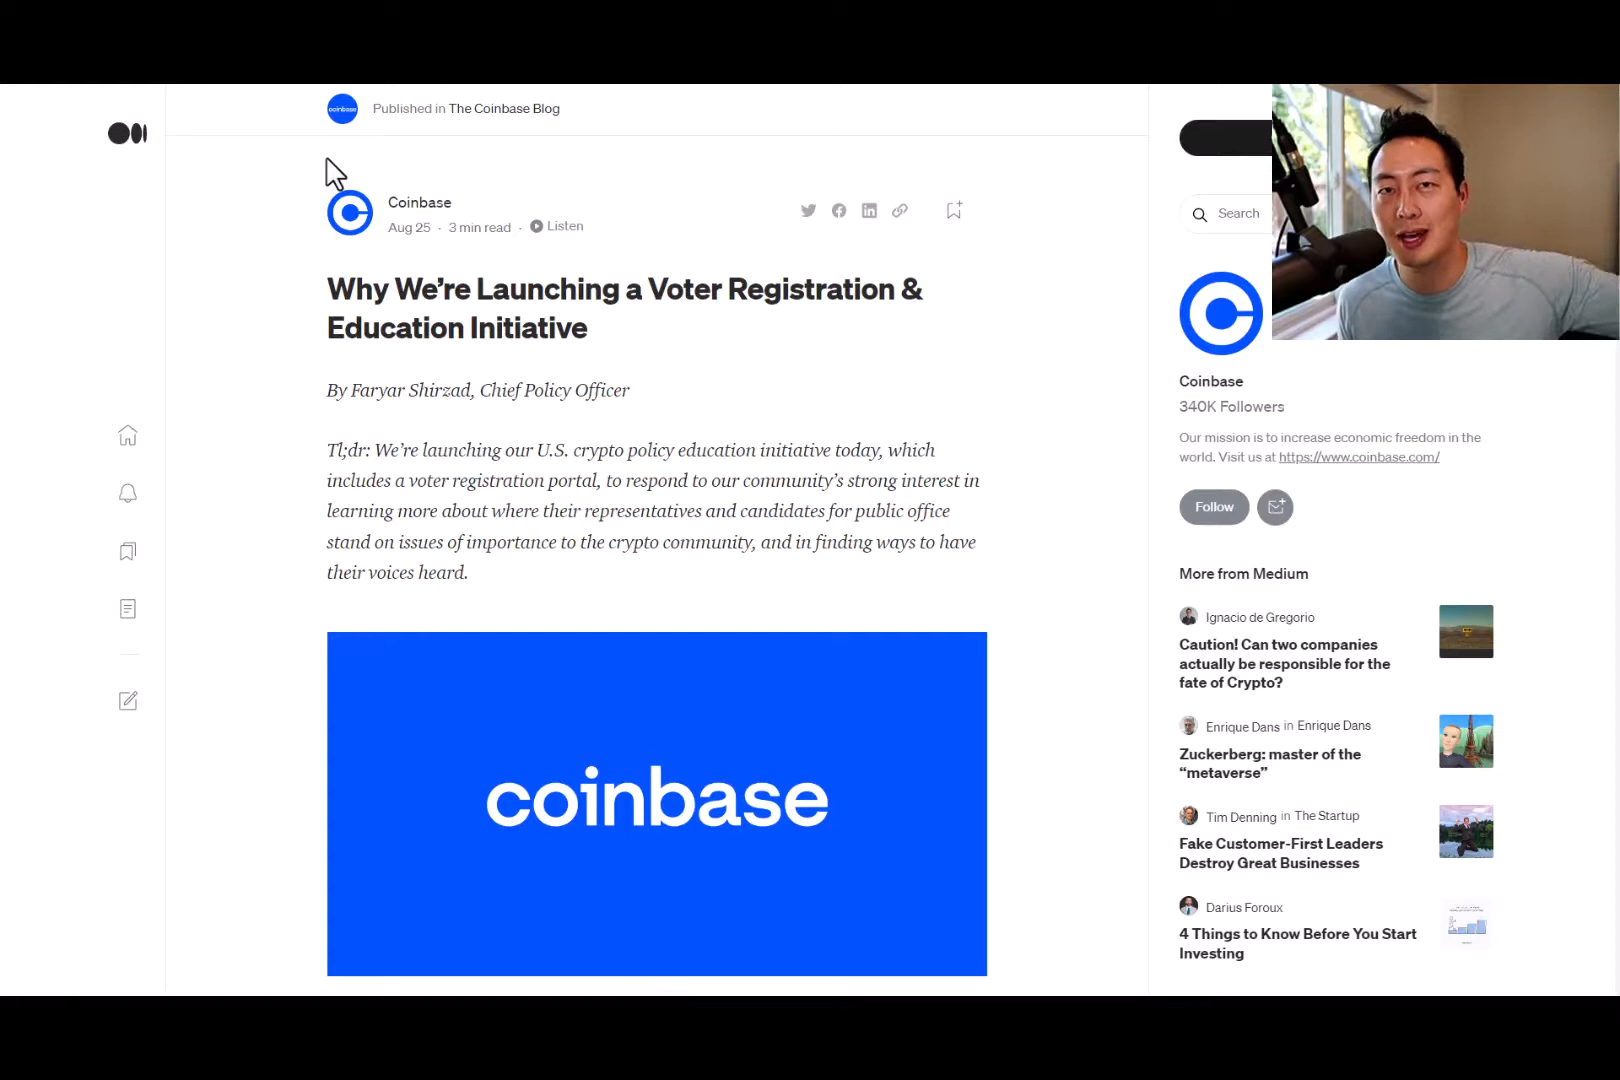 coinbase
Published in The Coinbase Blog
Coinbase
Aug 25 · 3 min read · Listen
Why We’re Launching a Voter Registration &
Education Initiative
By Faryar Shirzad, Chief Policy Officer
Tl;dr: We’re launching our U.S. crypto policy education initiative today, which
includes a voter registration portal, to respond to our community’s strong interest in
learning more about where their representatives and candidates for public office
stand on issues of importance to the crypto community, and in finding ways to have
their voices heard.
coinbase
Search
Coinbase
340K Followers
Our mission is to increase economic freedom in the
world. Visit us at https://www.coinbase.com/
Follow
More from Medium
Ignacio de Gregorio
Caution! Can two companies
actually be responsible for the
fate of Crypto?
Enrique Dans in Enrique Dans
Zuckerberg: master of the
“metaverse”
Tim Denning in The Startup
Fake Customer-First Leaders
Destroy Great Businesses
Darius Foroux
4 Things to Know Before You Start
Investing